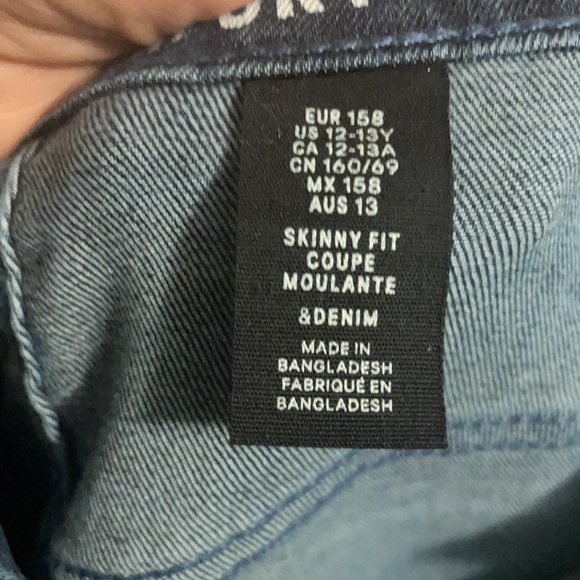 EUR 158
US 12-13Y
CA 12-13A
CN 160/69
MX 158
AUS 13
SKINNY FIT
COUPE
MOULANTE
&DENIM
MADE IN
BANGLADESH
FABRIQUÉ EN
BANGLADESH